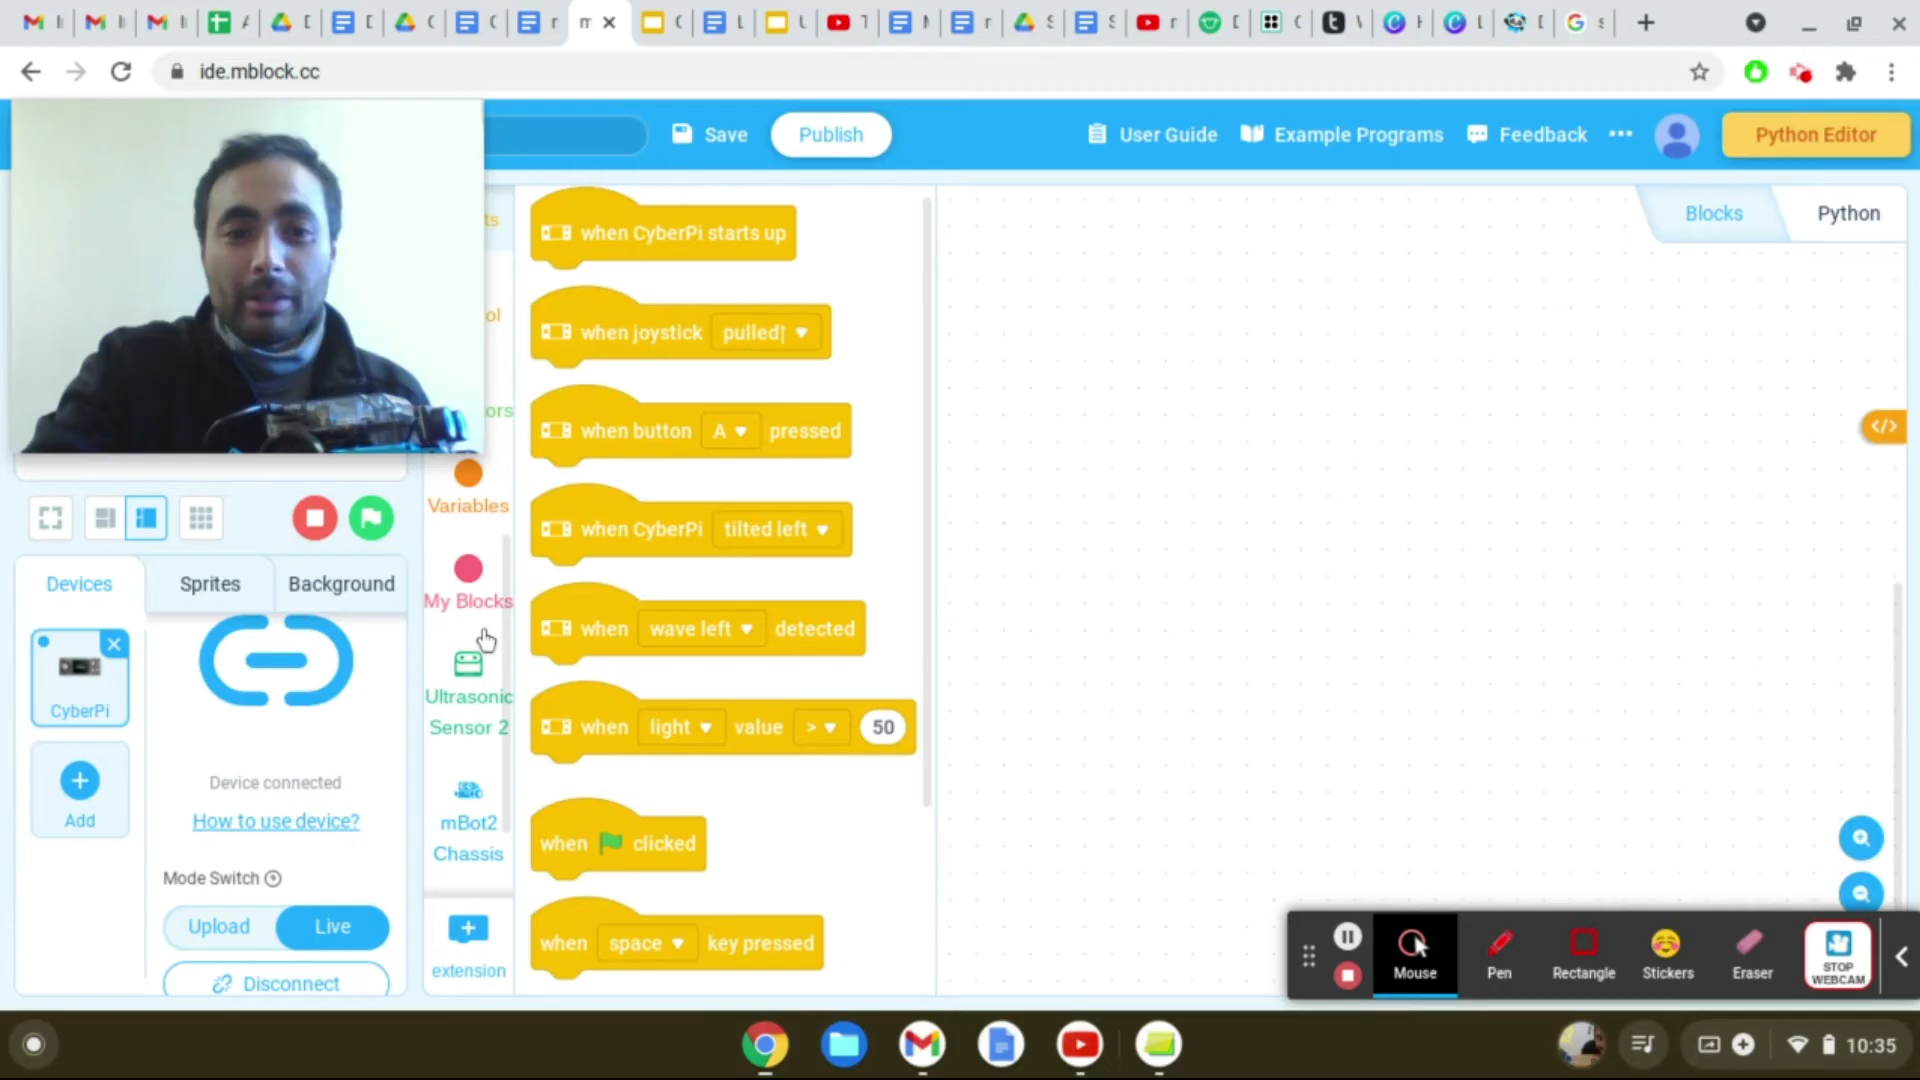 ide.mblock.cc
Save
Publish
User Guide
Example Programs
Feedback
Python Editor
ts
ol
ors
Variables
My Blocks
Ultrasonic
Sensor 2
mBot2
Chassis
extension
when CyberPi starts up
when joystick pulled↑
when button A pressed
when CyberPi tilted left
when wave left detected
when light value > 50
when clicked
when space key pressed
Blocks
Python
</>
Devices
Sprites
Background
CyberPi
Add
Device connected
How to use device?
Mode Switch
Upload
Live
Disconnect
Mouse
Pen
Rectangle
Stickers
Eraser
STOP
WEBCAM
10:35